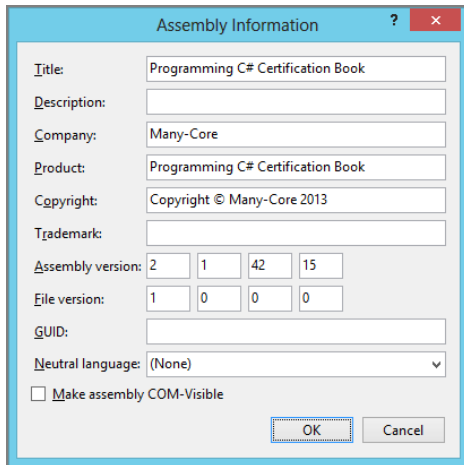 Assembly Information ? ×
Title: Programming C# Certification Book
Description:
Company: Many-Core
Product: Programming C# Certification Book
Copyright: Copyright © Many-Core 2013
Trademark:
Assembly version: 2 1 42 15
File version: 1 0 0 0
GUID:
Neutral language: (None)
Make assembly COM-Visible
OK Cancel